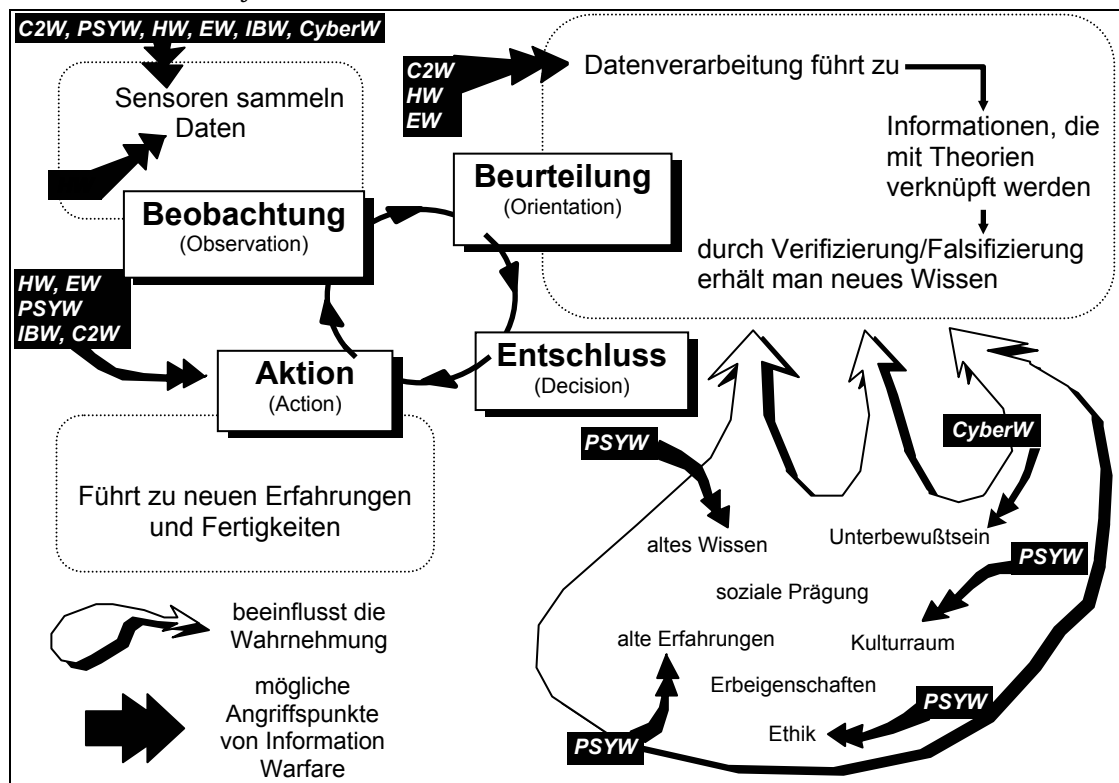 C2W, PSYW, HW, EW, IBW, CyberW
Sensoren sammeln
Daten
C2W
HW
EW
Datenverarbeitung führt zu
Informationen, die
mit Theorien
verknüpft werden
durch Verifizierung/Falsifizierung
erhält man neues Wissen
Beobachtung
(Observation)
Beurteilung
(Orientation)
HW, EW
PSYW
IBW, C2W
Aktion
(Action)
Entschluss
(Decision)
Führt zu neuen Erfahrungen
und Fertigkeiten
PSYW
CyberW
altes Wissen
Unterbewußtsein
PSYW
soziale Prägung
alte Erfahrungen
Kulturraum
Erbeigenschaften
PSYW
Ethik
PSYW
beeinflusst die
Wahrnehmung
mögliche
Angriffspunkte
von Information
Warfare